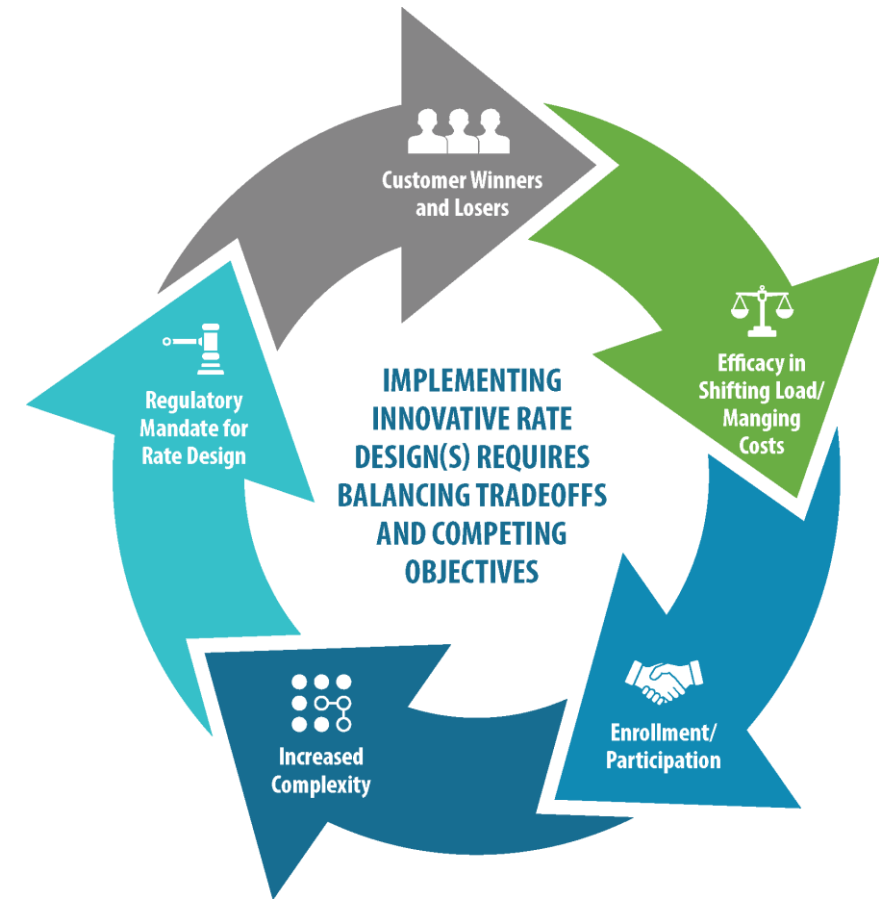 Customer Winners
and Losers
Efficacy in
Shifting Load/
Manging
Costs
Enrollment/
Participation
Increased
Complexity
Regulatory
Mandate for
Rate Design
IMPLEMENTING
INNOVATIVE RATE
DESIGN(S) REQUIRES
BALANCING TRADEOFFS
AND COMPETING
OBJECTIVES